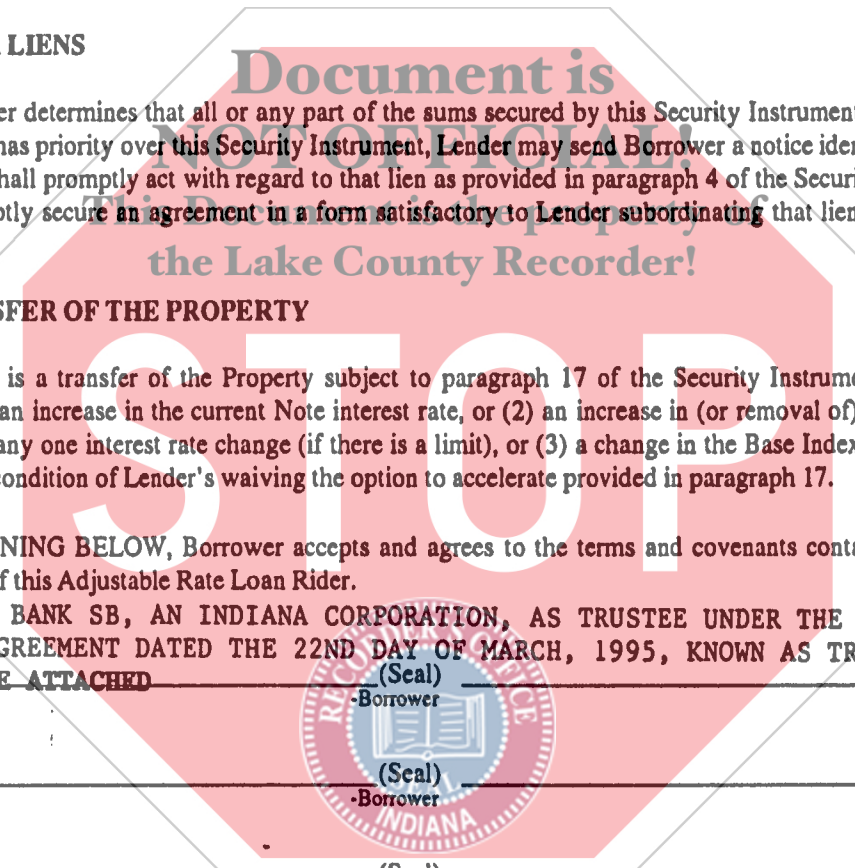 LIENS
Document is
er determines that all or any part of the sums secured by this Security Instrument
has priority over this Security Instrument, Lender may send Borrower a notice iden
NOT OFFICIAL!
hall promptly act with regard to that lien as provided in paragraph 4 of the Securi
ptly secure an agreement in a form satisfactory to Lender subordinating that lien
This Document is the property of
the Lake County Recorder!
SFER OF THE PROPERTY
STOP
is a transfer of the Property subject to paragraph 17 of the Security Instrume
an increase in the current Note interest rate, or (2) an increase in (or removal of)
any one interest rate change (if there is a limit), or (3) a change in the Base Index
condition of Lender's waiving the option to accelerate provided in paragraph 17.
NING BELOW, Borrower accepts and agrees to the terms and covenants conta
f this Adjustable Rate Loan Rider.
BANK SB, AN INDIANA CORPORATION, AS TRUSTEE UNDER THE
GREEMENT DATED THE 22ND DAY OF MARCH, 1995, KNOWN AS TR
E ATTACHED
(Seal)
-Borrower
RECORDER'S OFFICE
(Seal)
-Borrower
SEAL
INDIANA
(Seal)